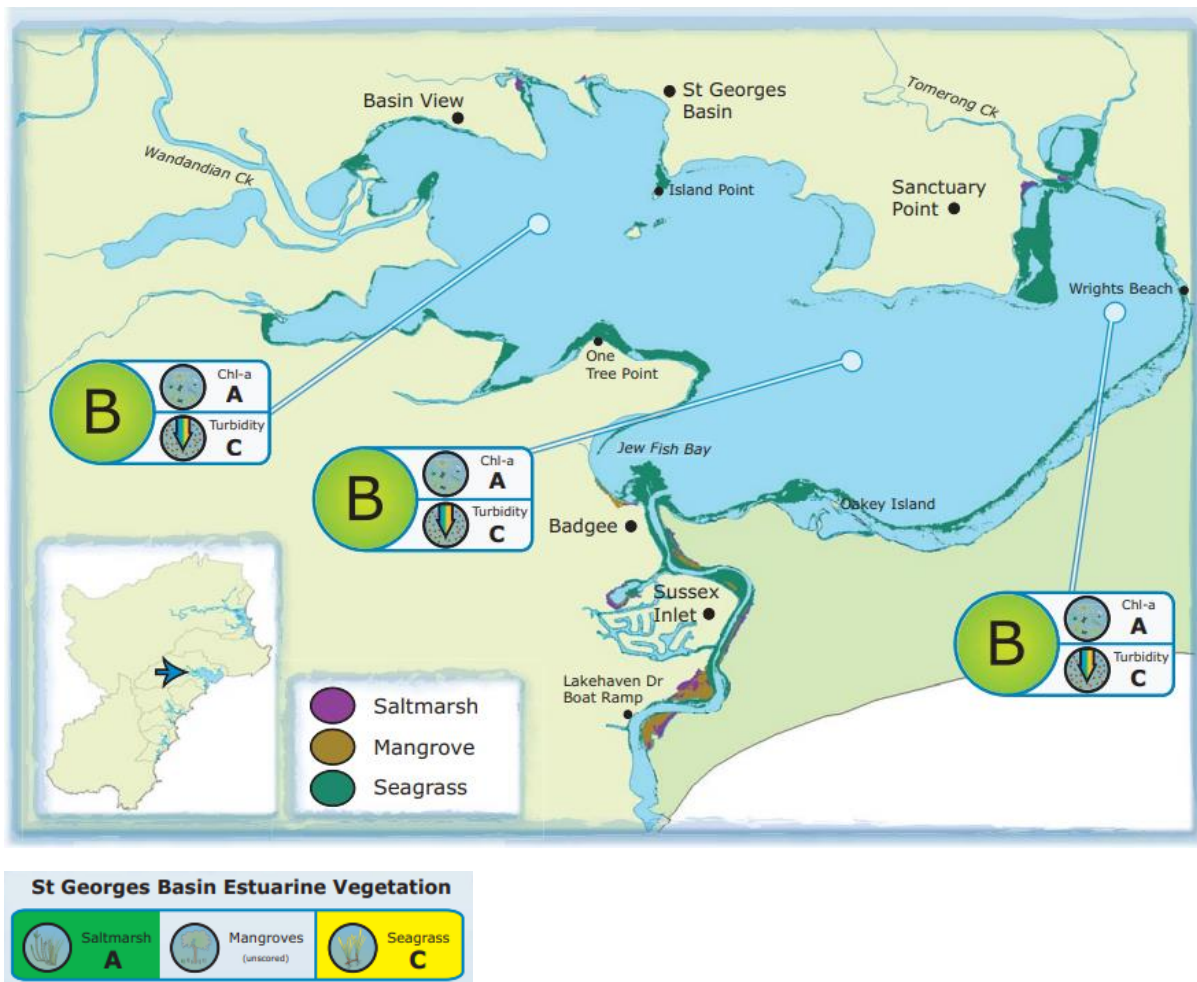 Basin View
St Georges
Basin
Tomerong Ck
Wandandian Ck
Island Point
Sanctuary
Point
Wrights Beach
One
Tree Point
B
Chl-a
A
Turbidity
C
B
Chl-a
A
Turbidity
C
Jew Fish Bay
Oakey Island
Badgee
Sussex
Inlet
B
Chl-a
A
Turbidity
C
Lakehaven Dr
Boat Ramp
Saltmarsh
Mangrove
Seagrass
St Georges Basin Estuarine Vegetation
Saltmarsh
A
Mangroves
(unscored)
Seagrass
C